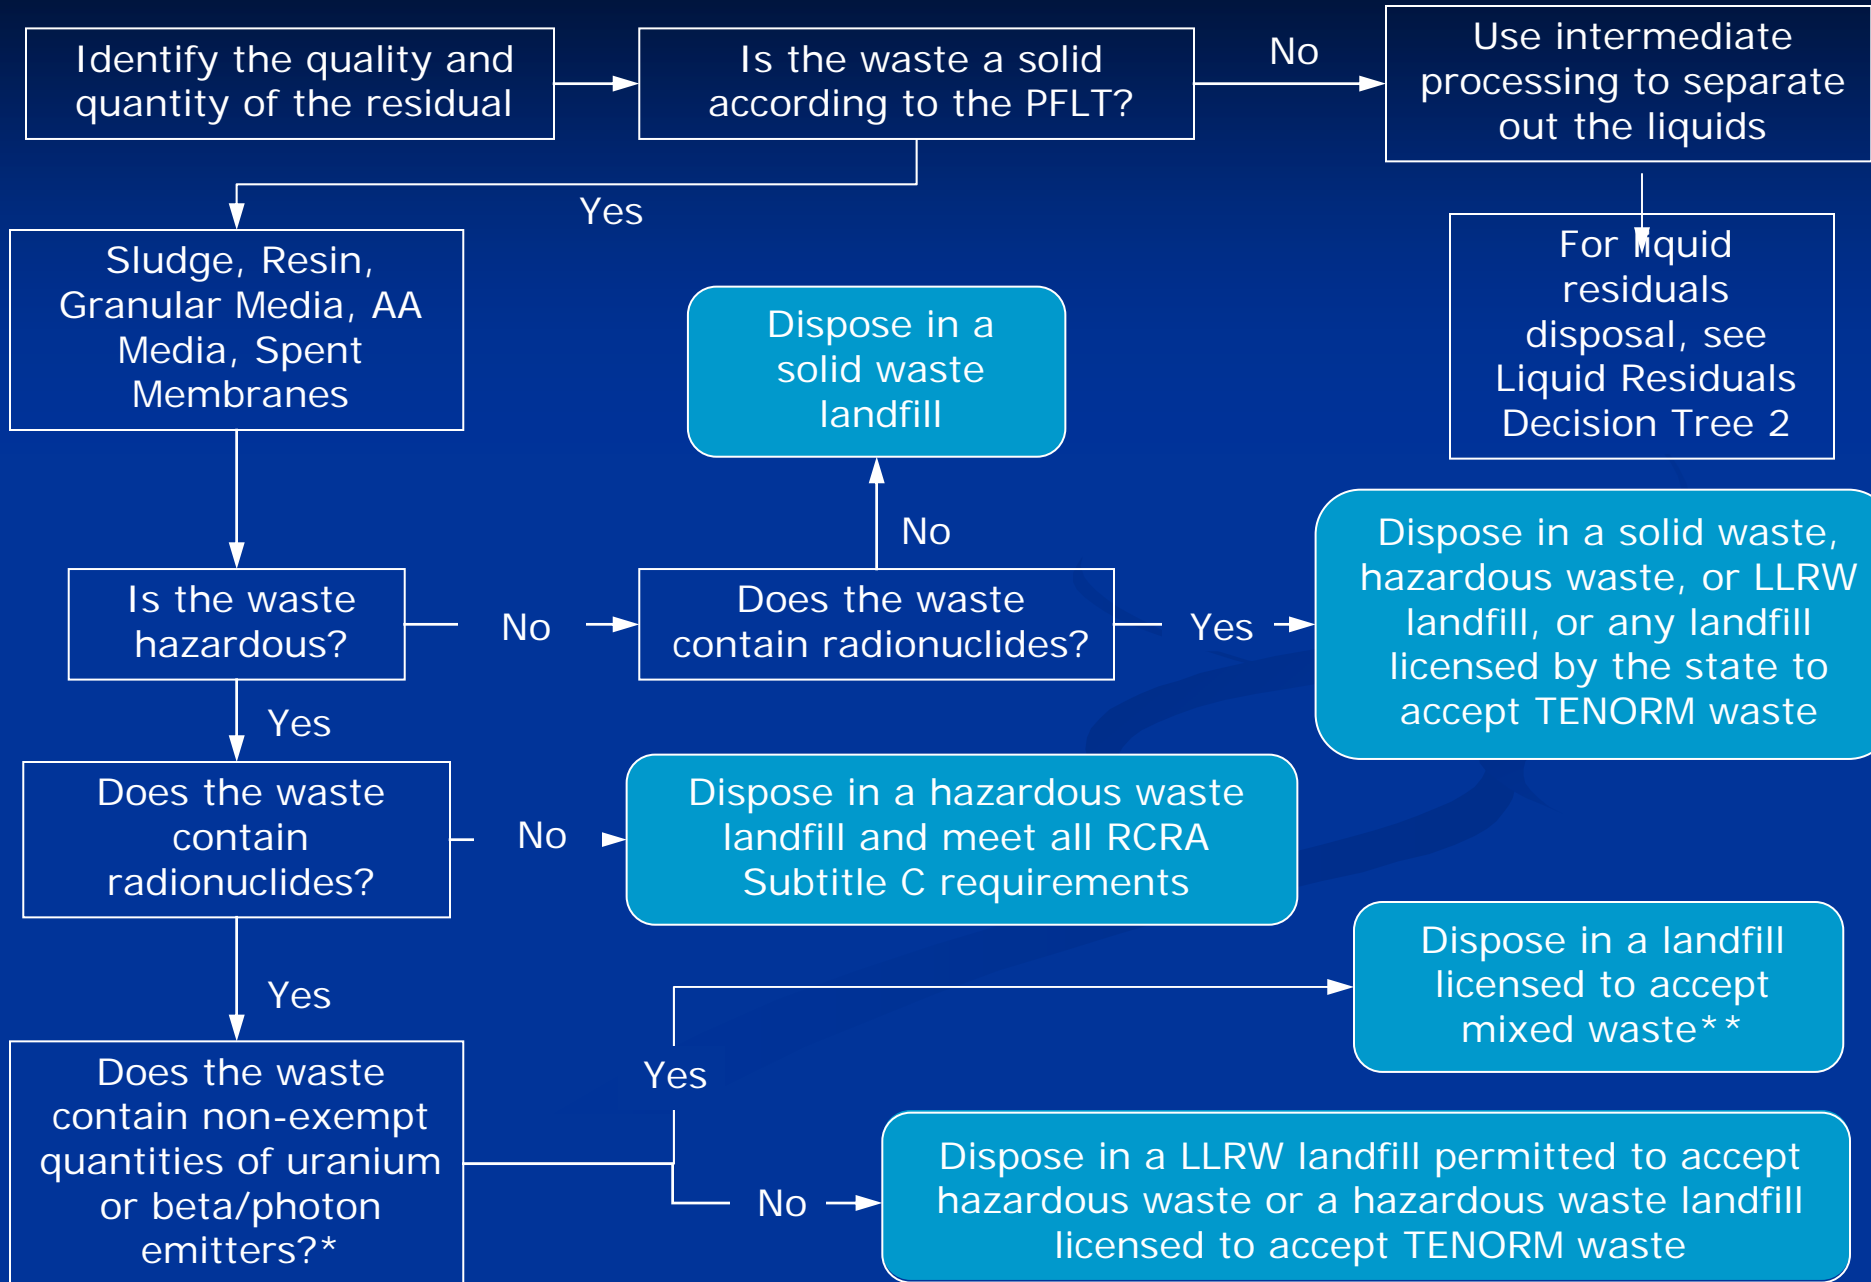 Identify the quality and
quantity of the residual
Is the waste a solid
according to the PFLT?
No
Use intermediate
processing to separate
out the liquids
Yes
Sludge, Resin,
Granular Media, AA
Media, Spent
Membranes
Dispose in a
solid waste
landfill
For liquid
residuals
disposal, see
Liquid Residuals
Decision Tree 2
No
Is the waste
hazardous?
No
Does the waste
contain radionuclides?
Yes
Dispose in a solid waste,
hazardous waste, or LLRW
landfill, or any landfill
licensed by the state to
accept TENORM waste
Yes
Does the waste
contain
radionuclides?
No
Dispose in a hazardous waste
landfill and meet all RCRA
Subtitle C requirements
Yes
Does the waste
contain non-exempt
quantities of uranium
or beta/photon
emitters?*
Yes
Dispose in a landfill
licensed to accept
mixed waste**
No
Dispose in a LLRW landfill permitted to accept
hazardous waste or a hazardous waste landfill
licensed to accept TENORM waste